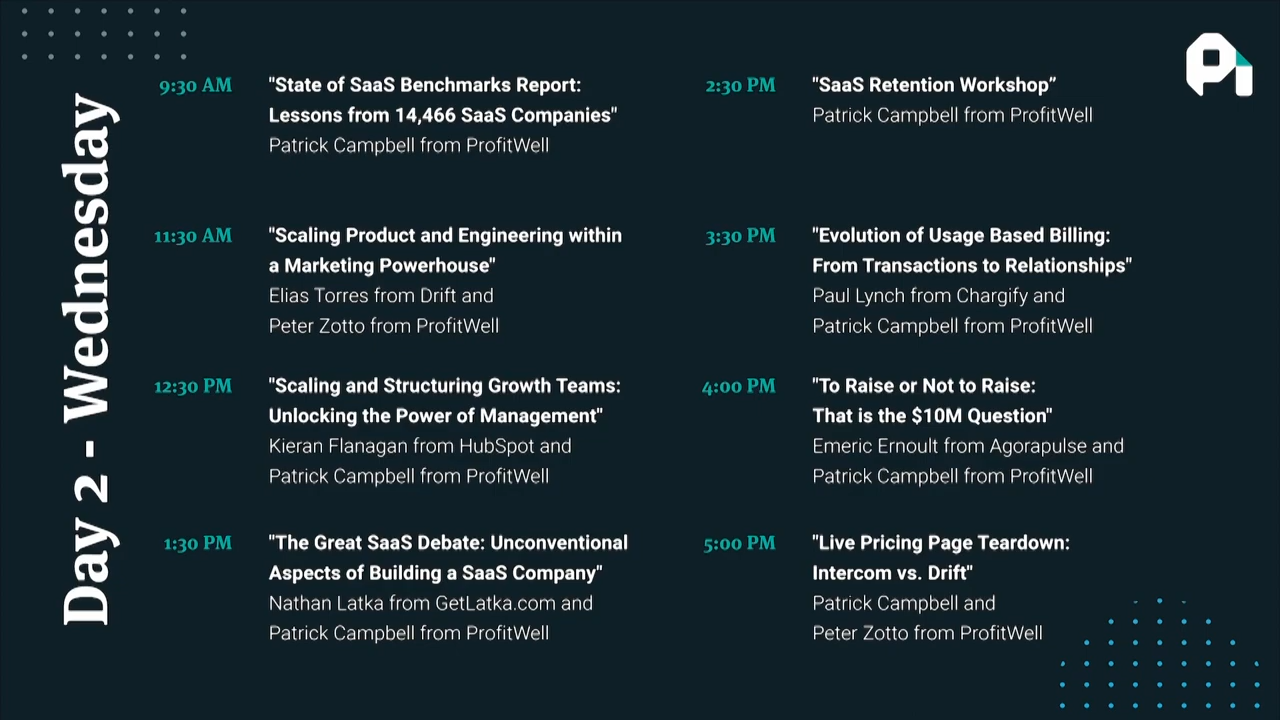 Day 2 - Wednesday
9:30 AM
"State of SaaS Benchmarks Report:
Lessons from 14,466 SaaS Companies"
Patrick Campbell from ProfitWell
11:30 AM
"Scaling Product and Engineering within
a Marketing Powerhouse"
Elias Torres from Drift and
Peter Zotto from ProfitWell
12:30 PM
"Scaling and Structuring Growth Teams:
Unlocking the Power of Management"
Kieran Flanagan from HubSpot and
Patrick Campbell from ProfitWell
1:30 PM
"The Great SaaS Debate: Unconventional
Aspects of Building a SaaS Company"
Nathan Latka from GetLatka.com and
Patrick Campbell from ProfitWell
2:30 PM
"SaaS Retention Workshop”
Patrick Campbell from ProfitWell
3:30 PM
"Evolution of Usage Based Billing:
From Transactions to Relationships"
Paul Lynch from Chargify and
Patrick Campbell from ProfitWell
4:00 PM
"To Raise or Not to Raise:
That is the $10M Question"
Emeric Ernoult from Agorapulse and
Patrick Campbell from ProfitWell
5:00 PM
"Live Pricing Page Teardown:
Intercom vs. Drift"
Patrick Campbell and
Peter Zotto from ProfitWell